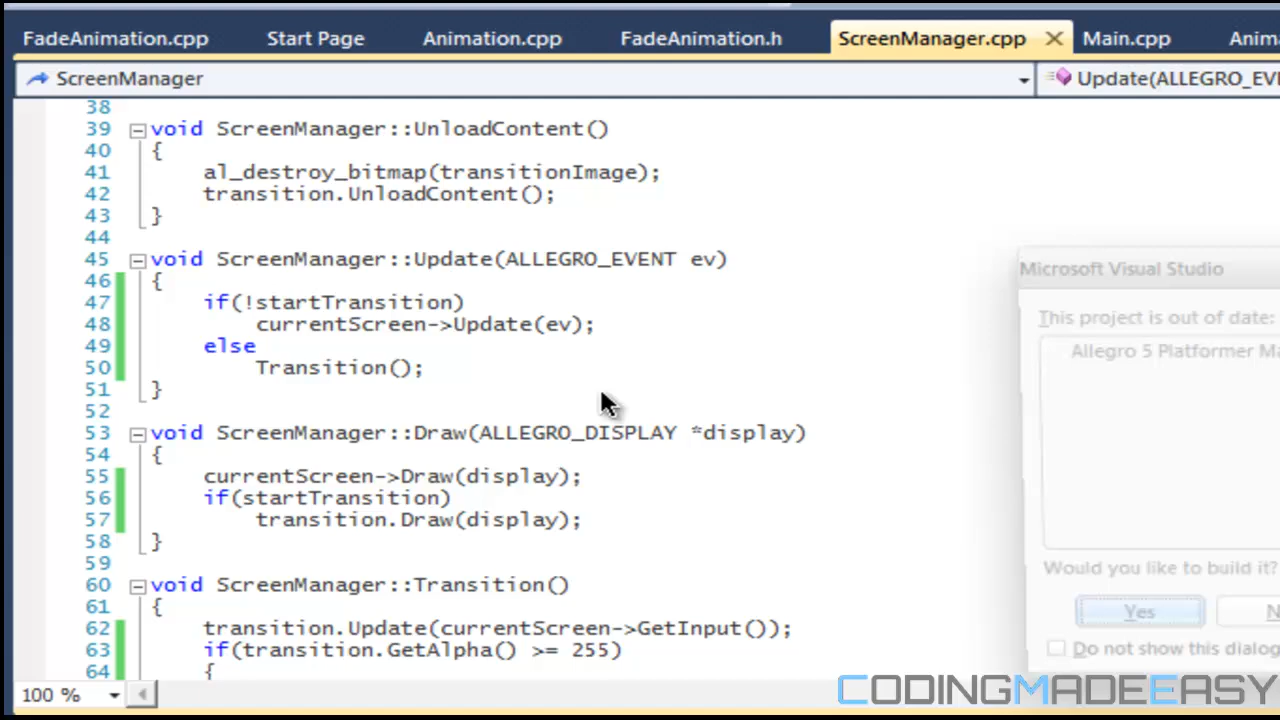 FadeAnimation.cpp Start Page Animation.cpp FadeAnimation.h ScreenManager.cpp Main.cpp Anim
ScreenManager Update(ALLEGRO_EVE
38
39 void ScreenManager::UnloadContent()
40 {
41 al_destroy_bitmap(transitionImage);
42 transition.UnloadContent();
43 }
44
45 void ScreenManager::Update(ALLEGRO_EVENT ev)
46 {
47 if(!startTransition)
48 currentScreen->Update(ev);
49 else
50 Transition();
51 }
52
53 void ScreenManager::Draw(ALLEGRO_DISPLAY *display)
54 {
55 currentScreen->Draw(display);
56 if(startTransition)
57 transition.Draw(display);
58 }
59
60 void ScreenManager::Transition()
61 {
62 transition.Update(currentScreen->GetInput());
63 if(transition.GetAlpha() >= 255)
64 {
100 %
Microsoft Visual Studio
This project is out of date:
Allegro 5 Platformer Ma
Would you like to build it?
Yes N
Do not show this dialog
CODINGMADEEASY